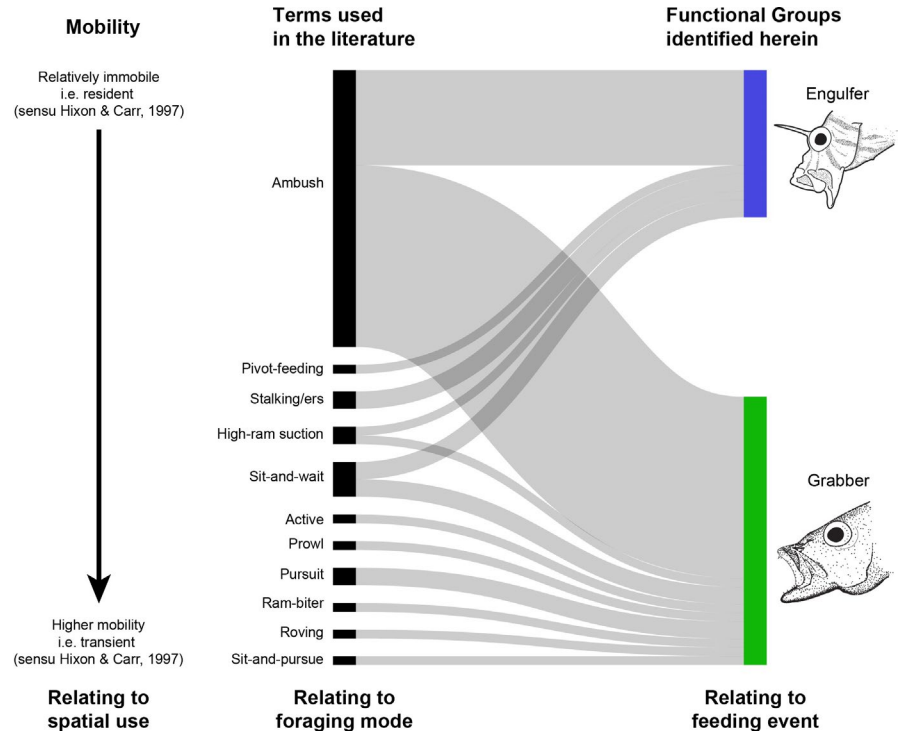 Mobility
Relatively immobile
i.e. resident
(sensu Hixon & Carr, 1997)
Higher mobility
i.e. transient
(sensu Hixon & Carr, 1997)
Relating to
spatial use
Terms used
in the literature
Ambush
Pivot-feeding
Stalking/ers
High-ram suction
Sit-and-wait
Active
Prowl
Pursuit
Ram-biter
Roving
Sit-and-pursue
Relating to
foraging mode
Functional Groups
identified herein
Engulfer
Grabber
Relating to
feeding event